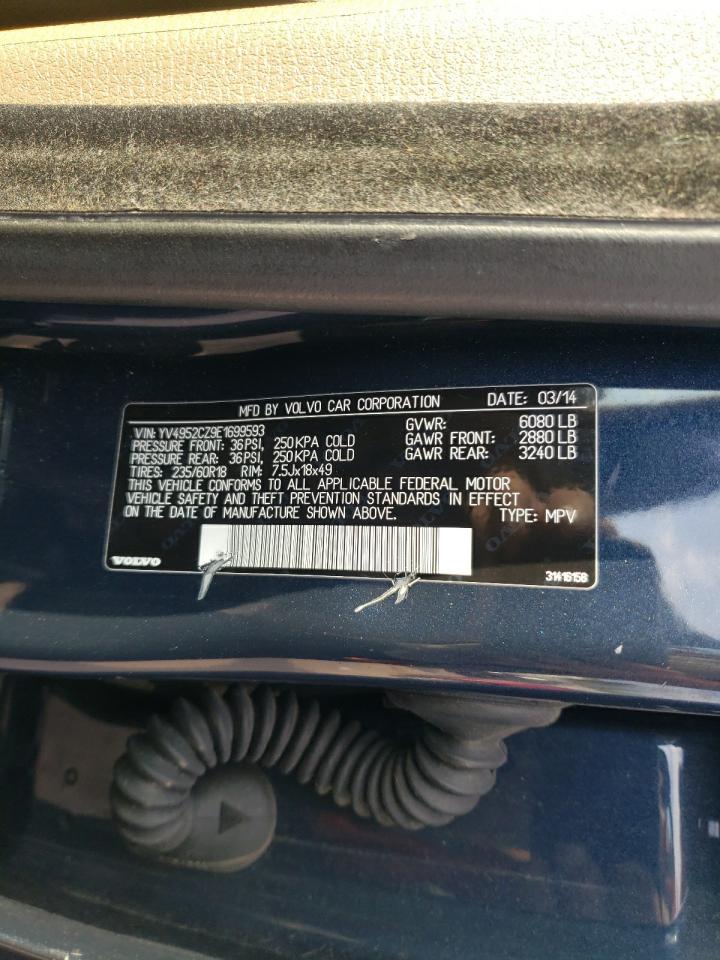 MFD BY VOLVO CAR CORPORATION DATE: 03/14
VIN: YV4952CZ9E1699593 GVWR: 6080 LB
PRESSURE FRONT: 36 PSI, 250 KPA COLD GAWR FRONT: 2880 LB
PRESSURE REAR: 36 PSI, 250 KPA COLD GAWR REAR: 3240 LB
TIRES: 235/60R18 RIM: 7.5Jx18x49
THIS VEHICLE CONFORMS TO ALL APPLICABLE FEDERAL MOTOR
VEHICLE SAFETY AND THEFT PREVENTION STANDARDS IN EFFECT
ON THE DATE OF MANUFACTURE SHOWN ABOVE. TYPE: MPV
VOLVO 31416156